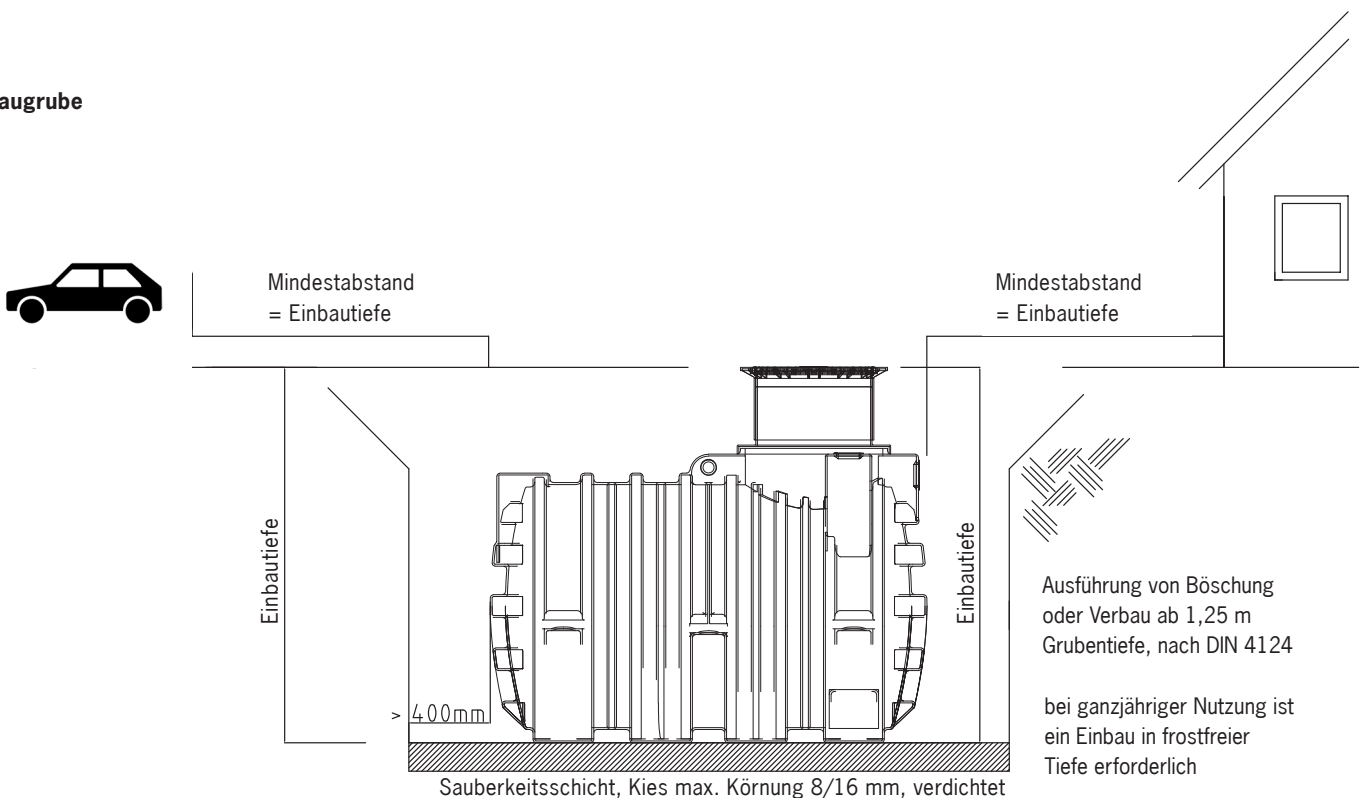 augrube
Mindestabstand
= Einbautiefe
Mindestabstand
= Einbautiefe
Einbautiefe
Einbautiefe
Ausführung von Böschung
oder Verbau ab 1,25 m
Grubentiefe, nach DIN 4124
> 400mm
bei ganzjähriger Nutzung ist
ein Einbau in frostfreier
Tiefe erforderlich
Sauberkeitsschicht, Kies max. Körnung 8/16 mm, verdichtet